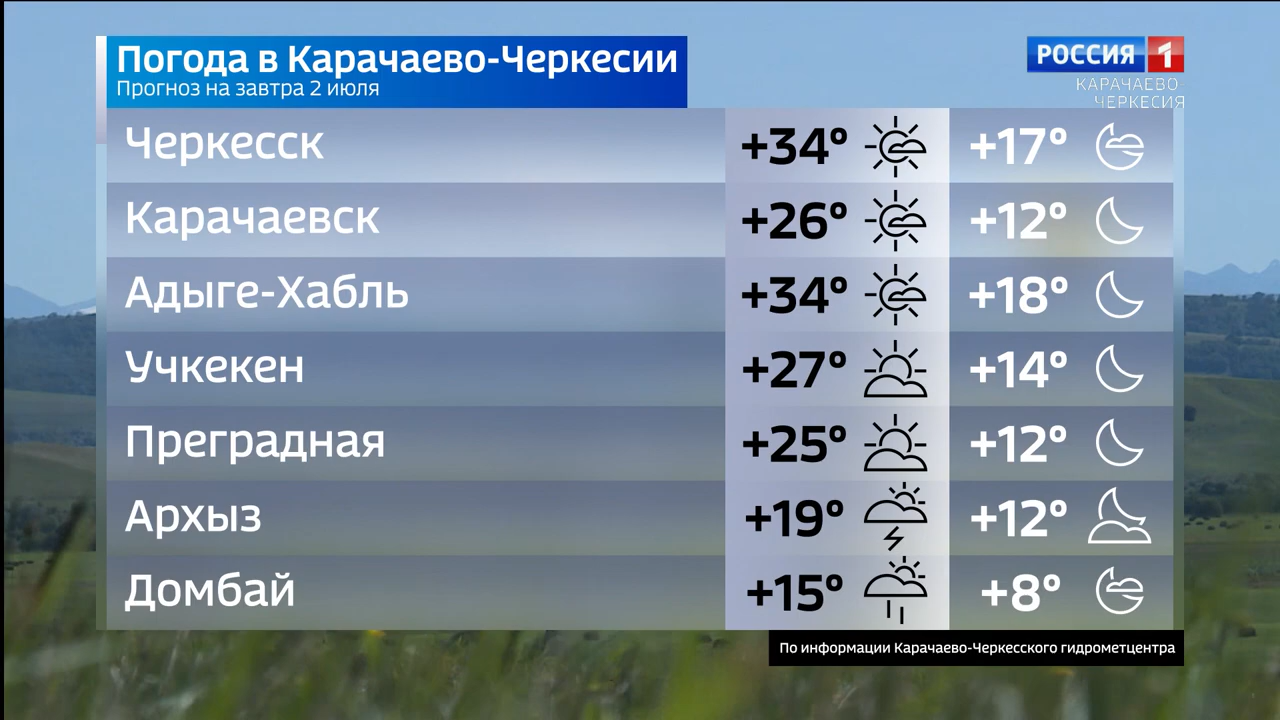 Погода в Карачаево-Черкесии
Прогноз на завтра 2 июля
РОССИЯ 1
КАРАЧАЕВО-
ЧЕРКЕСИЯ
Черкесск +34° +17°
Карачаевск +26° +12°
Адыге-Хабль +34° +18°
Учкекен +27° +14°
Преградная +25° +12°
Архыз +19° +12°
Домбай +15° +8°
По информации Карачаево-Черкесского гидрометцентра